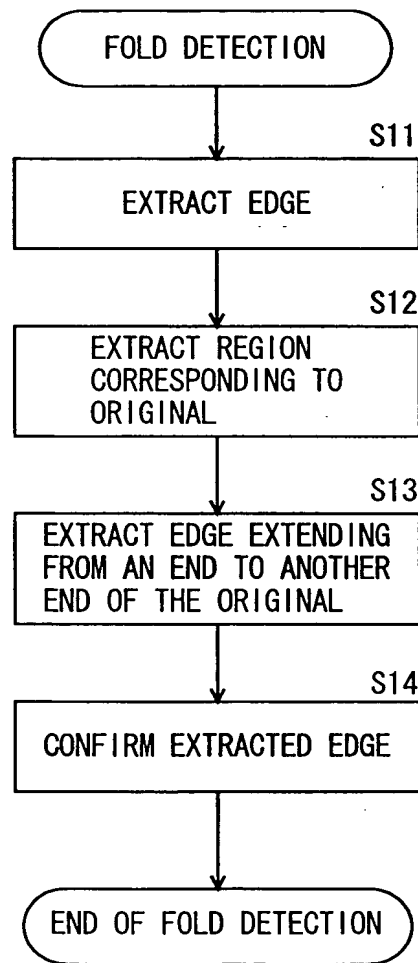 FOLD DETECTION
S11
EXTRACT EDGE
S12
EXTRACT REGION
CORRESPONDING TO
ORIGINAL
S13
EXTRACT EDGE EXTENDING
FROM AN END TO ANOTHER
END OF THE ORIGINAL
S14
CONFIRM EXTRACTED EDGE
END OF FOLD DETECTION